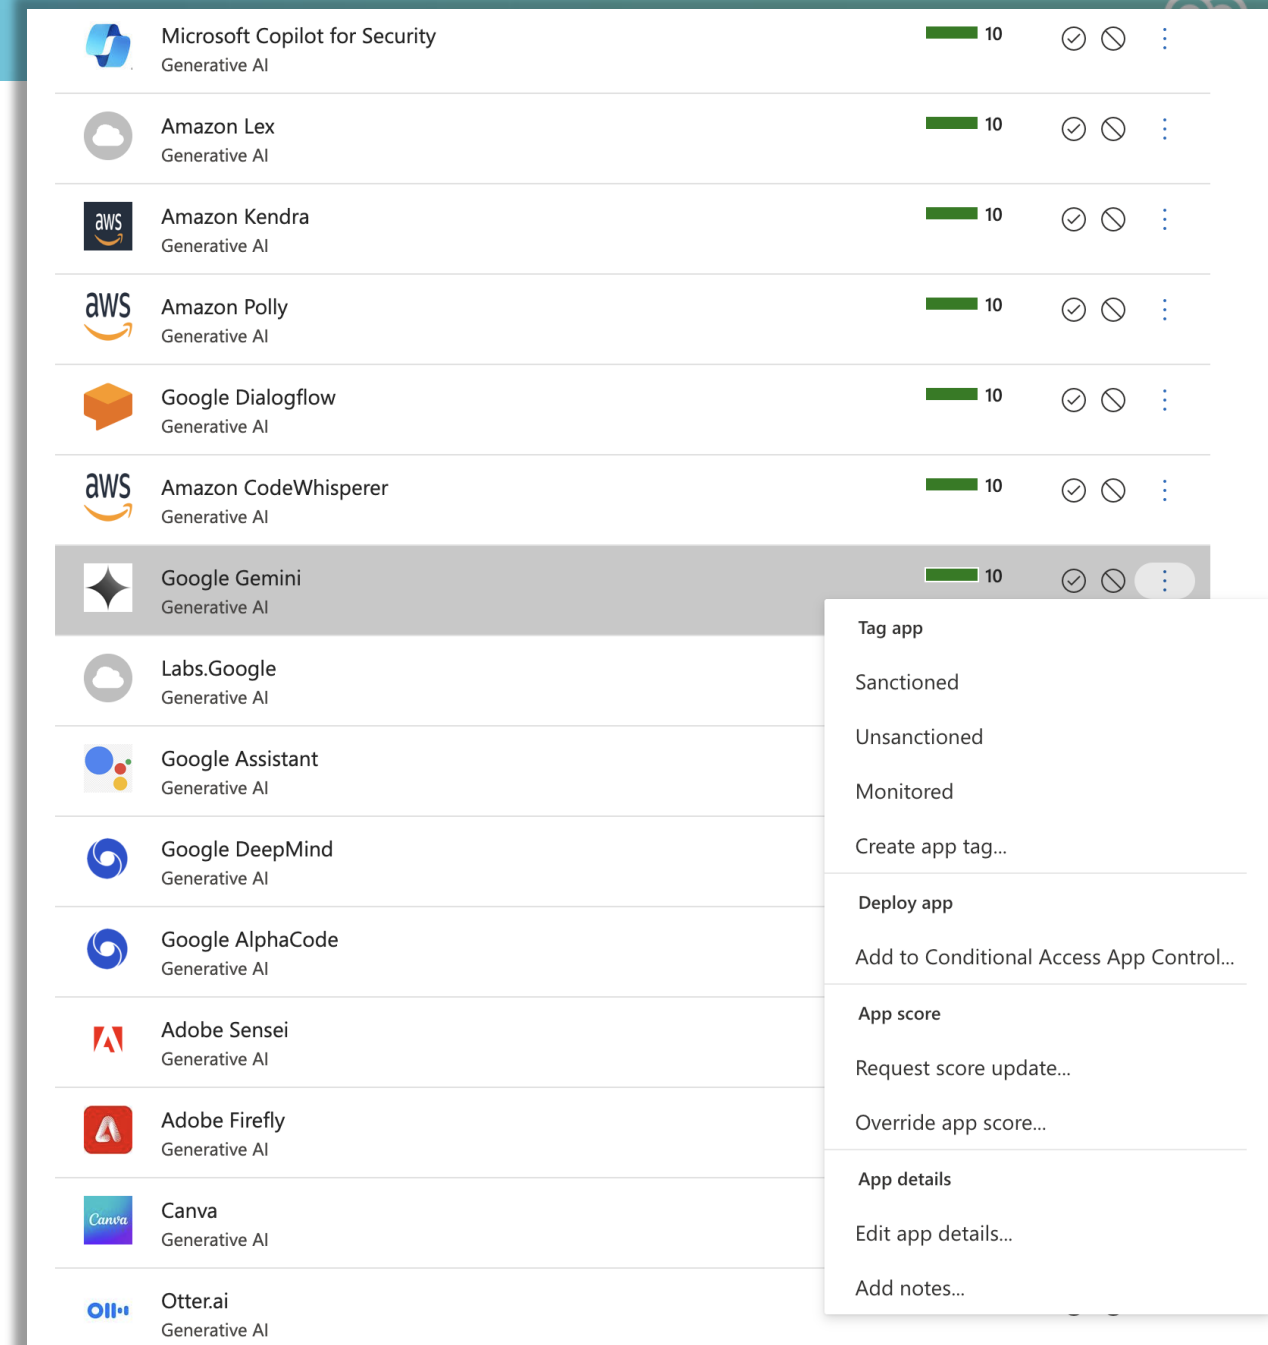 Microsoft Copilot for Security
Generative AI
10
Amazon Lex
Generative AI
10
aws
Amazon Kendra
Generative AI
10
aws
Amazon Polly
Generative AI
10
Google Dialogflow
Generative AI
10
aws
Amazon CodeWhisperer
Generative AI
10
Google Gemini
Generative AI
10
Labs.Google
Generative AI
Google Assistant
Generative AI
Google DeepMind
Generative AI
Google AlphaCode
Generative AI
Adobe Sensei
Generative AI
Adobe Firefly
Generative AI
Canva
Canva
Generative AI
Otter.ai
Generative AI
Tag app
Sanctioned
Unsanctioned
Monitored
Create app tag...
Deploy app
Add to Conditional Access App Control...
App score
Request score update...
Override app score...
App details
Edit app details...
Add notes...